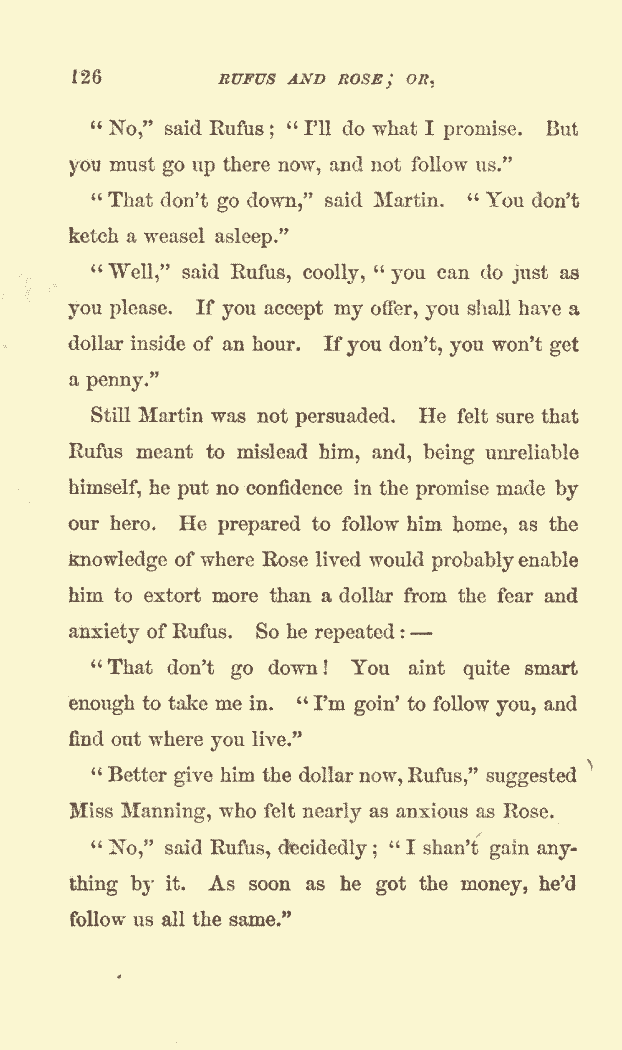 126 RUFUS AND ROSE; OR,
“No,” said Rufus; “I’ll do what I promise. But
you must go up there now, and not follow us.”
“That don’t go down,” said Martin. “You don’t
ketch a weasel asleep.”
“Well,” said Rufus, coolly, “you can do just as
you please. If you accept my offer, you shall have a
dollar inside of an hour. If you don’t, you won’t get
a penny.”
Still Martin was not persuaded. He felt sure that
Rufus meant to mislead him, and, being unreliable
himself, he put no confidence in the promise made by
our hero. He prepared to follow him home, as the
knowledge of where Rose lived would probably enable
him to extort more than a dollar from the fear and
anxiety of Rufus. So he repeated:—
“That don’t go down! You aint quite smart
enough to take me in. “I’m goin’ to follow you, and
find out where you live.”
“Better give him the dollar now, Rufus,” suggested
Miss Manning, who felt nearly as anxious as Rose.
“No,” said Rufus, decidedly; “I shan’t gain any-
thing by it. As soon as he got the money, he’d
follow us all the same.”